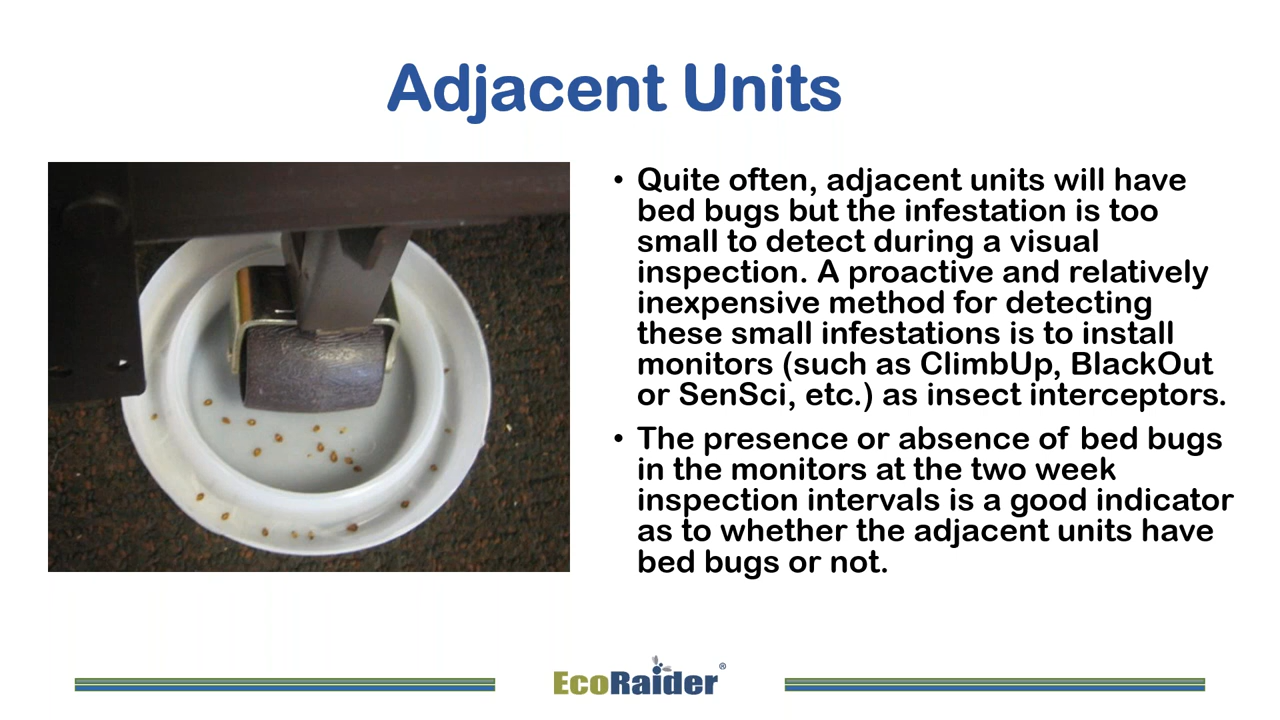 Adjacent Units
• Quite often, adjacent units will have
bed bugs but the infestation is too
small to detect during a visual
inspection. A proactive and relatively
inexpensive method for detecting
these small infestations is to install
monitors (such as ClimbUp, BlackOut
or SenSci, etc.) as insect interceptors.
• The presence or absence of bed bugs
in the monitors at the two week
inspection intervals is a good indicator
as to whether the adjacent units have
bed bugs or not.
EcoRaider®